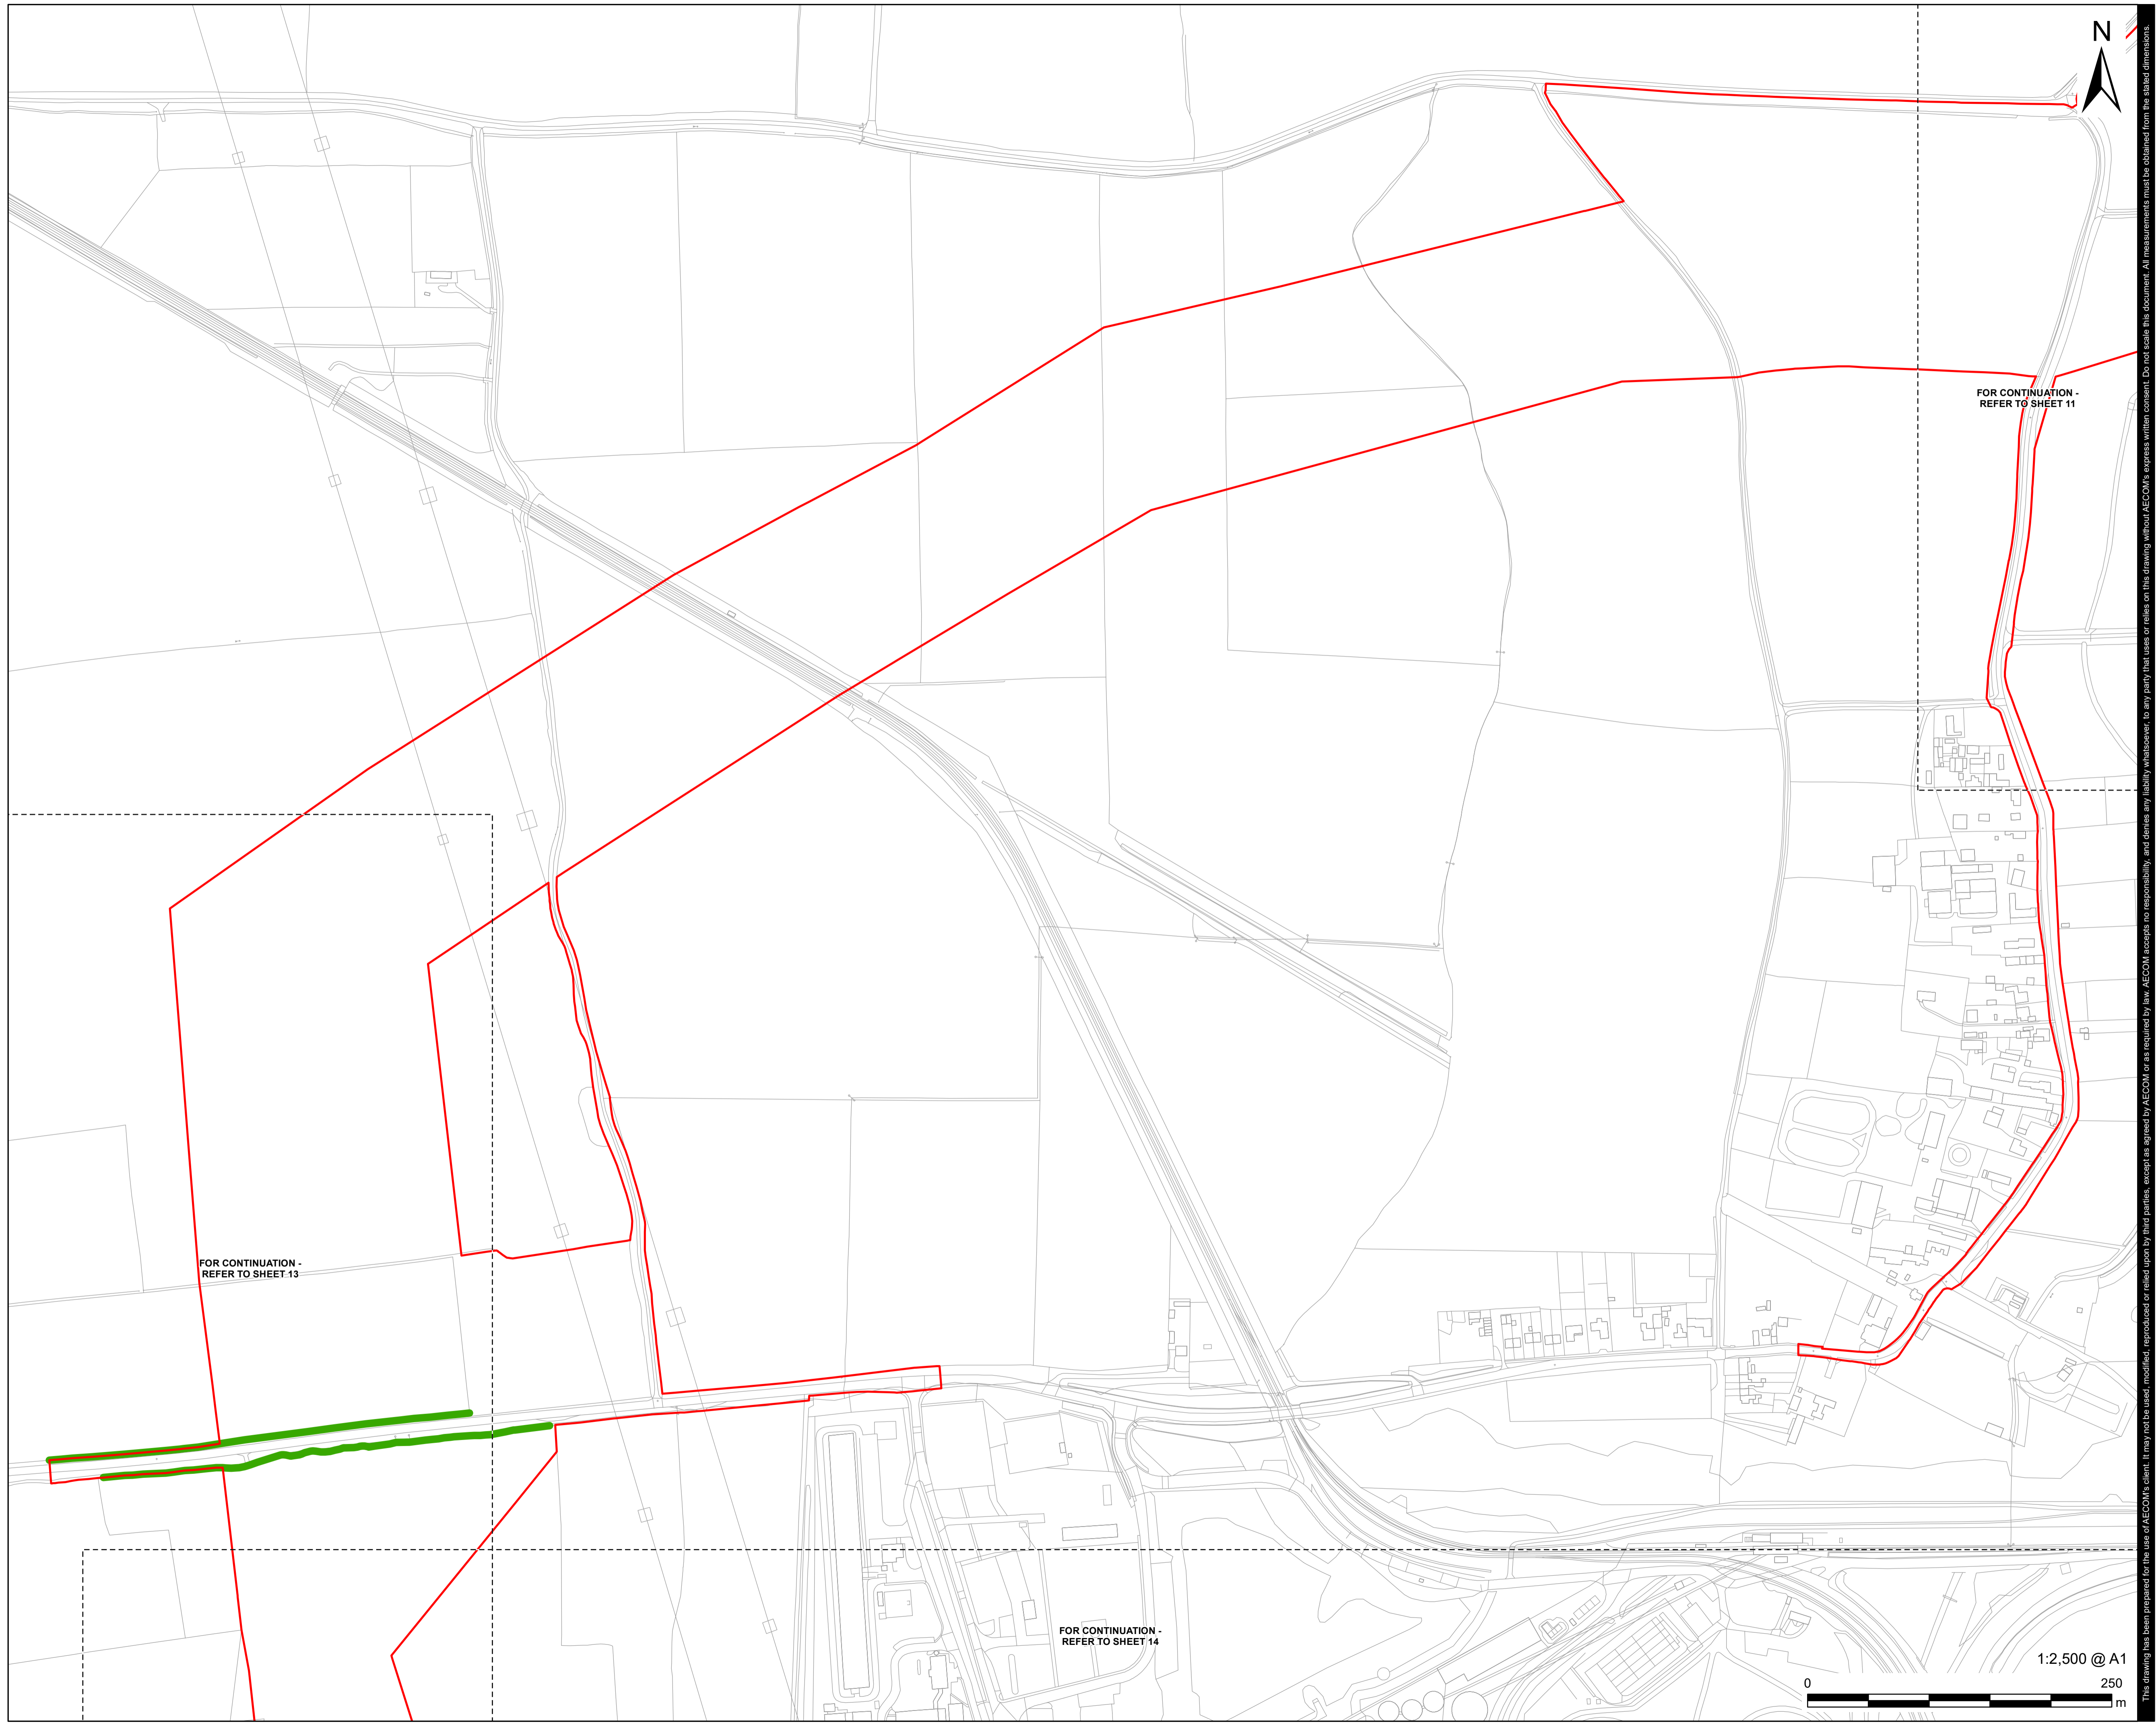 N
FOR CONTINUATION -
REFER TO SHEET 11
FOR CONTINUATION -
REFER TO SHEET 13
FOR CONTINUATION -
REFER TO SHEET 14
1:2,500 @ A1
0 250
m
This drawing has been prepared for the use of AECOM's client. It may not be used, modified, reproduced or relied upon by third parties, except as agreed by AECOM or as required by law. AECOM accepts no responsibility, and denies any liability whatsoever, to any party that uses or relies on this drawing without AECOM's express written consent. Do not scale this document. All measurements must be obtained from the stated dimensions.